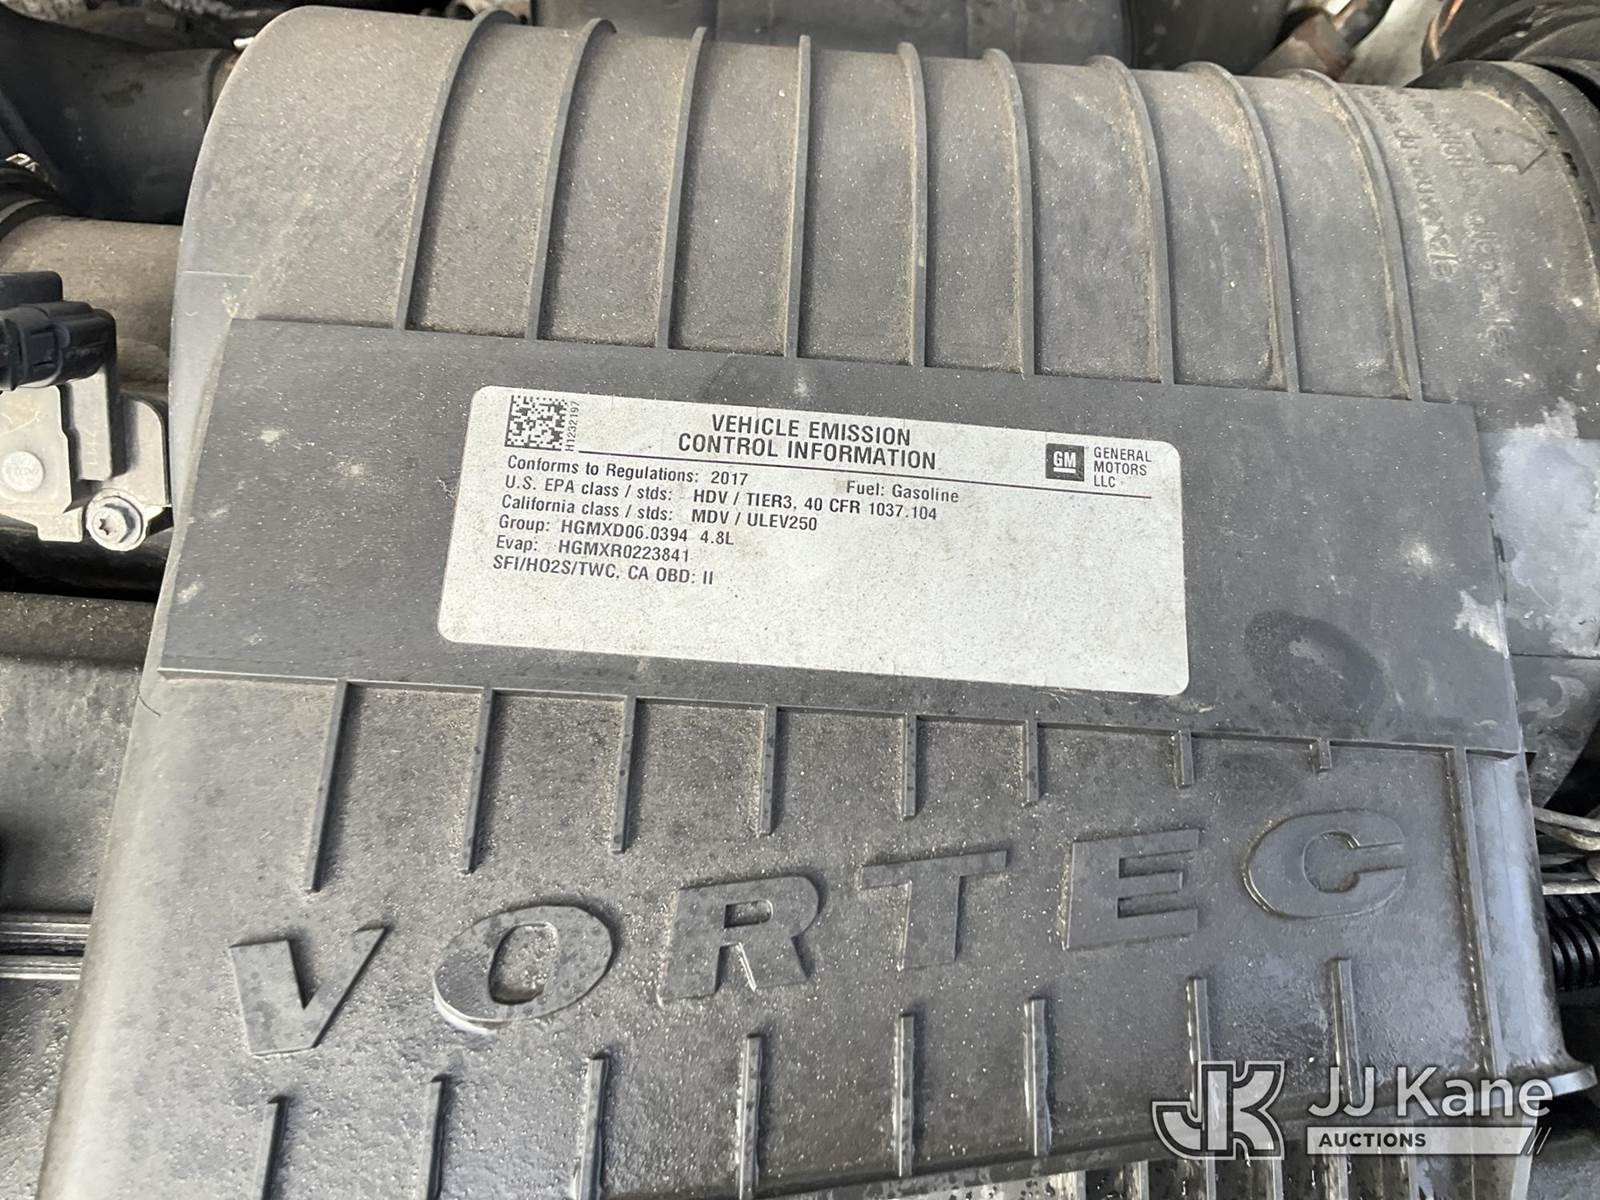 H1232197
VEHICLE EMISSION
CONTROL INFORMATION
GM
GENERAL
MOTORS
LLC
Conforms to Regulations: 2017
Fuel: Gasoline
U.S. EPA class / stds: HDV / TIER3, 40 CFR 1037.104
California class / stds: MDV / ULEV250
Group: HGMXD06.0394 4.8L
Evap: HGMXR0223841
SFI/HO2S/TWC, CA OBD: II
VORTEC
JK
JJ Kane
AUCTIONS